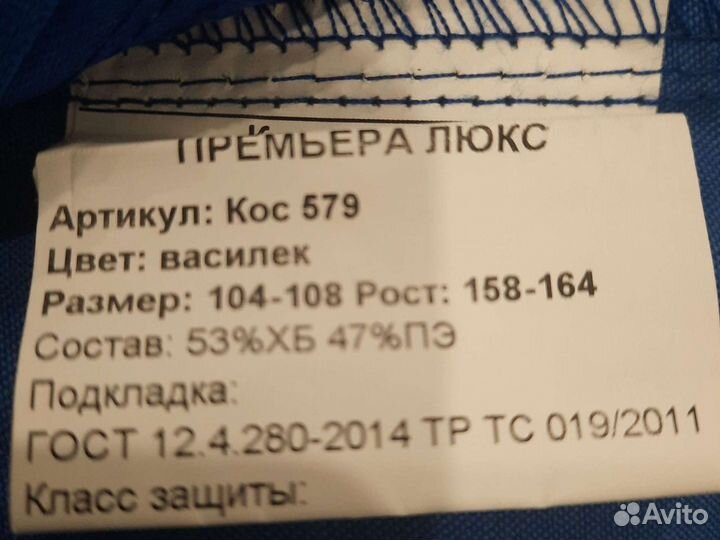 ПРЕМЬЕРА ЛЮКС
Артикул: Кос 579
Цвет: василек
Размер: 104-108 Рост: 158-164
Состав: 53%ХБ 47%ПЭ
Подкладка:
ГОСТ 12.4.280-2014 ТР ТС 019/2011
Класс защиты:
Avito